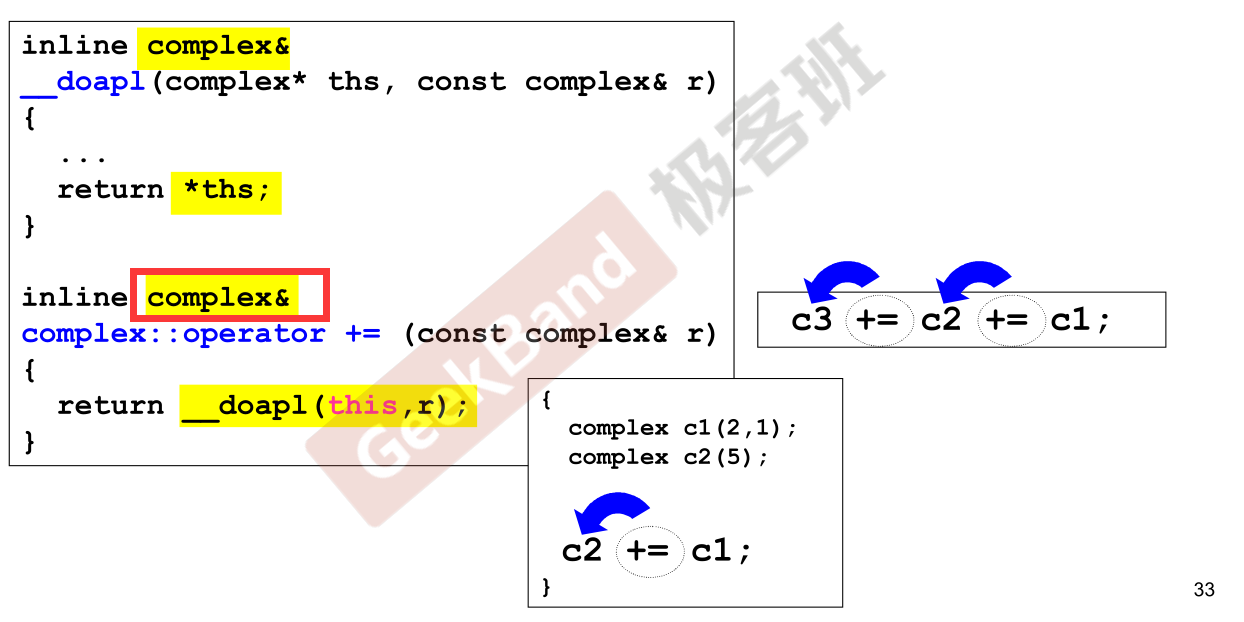 inline complex&
__doapl(complex* ths, const complex& r)
{
...
return *ths;
}
inline complex&
complex::operator += (const complex& r)
{
return __doapl(this,r);
}
c3 += c2 += c1;
{
complex c1(2,1);
complex c2(5);
c2 += c1;
}
GeekBand 极客班
33